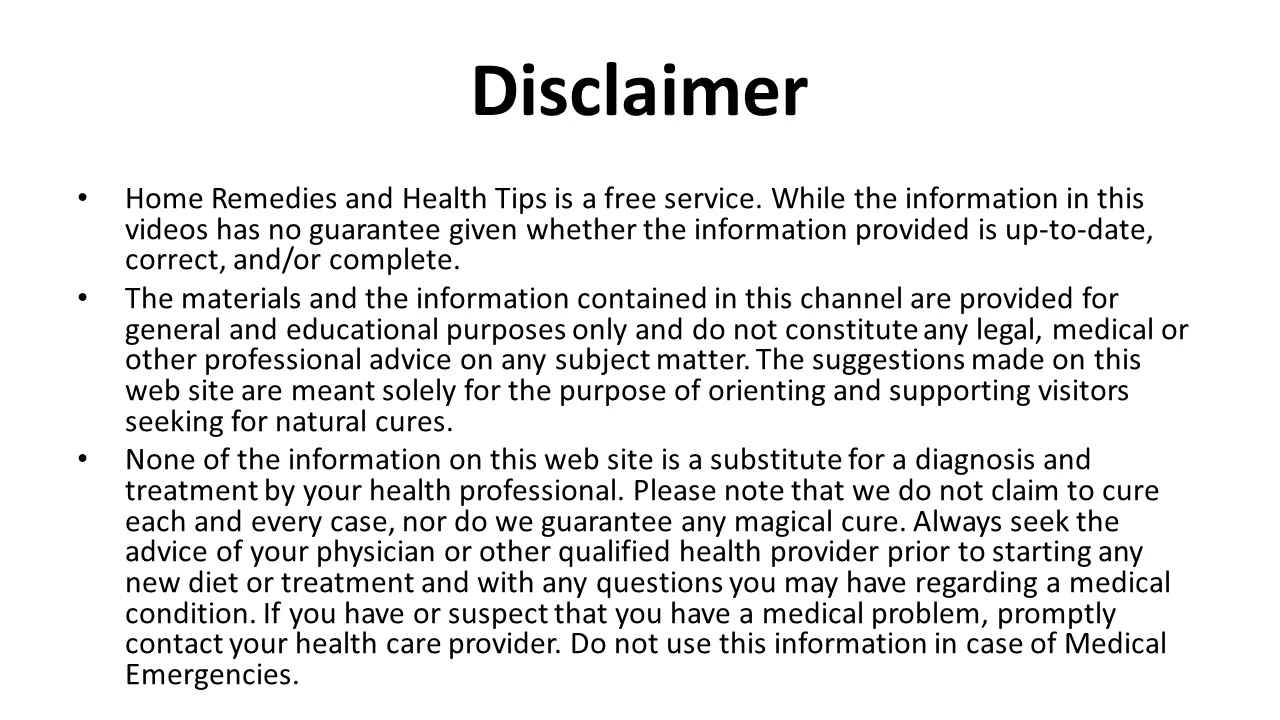 Disclaimer
• Home Remedies and Health Tips is a free service. While the information in this
videos has no guarantee given whether the information provided is up-to-date,
correct, and/or complete.
• The materials and the information contained in this channel are provided for
general and educational purposes only and do not constitute any legal, medical or
other professional advice on any subject matter. The suggestions made on this
web site are meant solely for the purpose of orienting and supporting visitors
seeking for natural cures.
• None of the information on this web site is a substitute for a diagnosis and
treatment by your health professional. Please note that we do not claim to cure
each and every case, nor do we guarantee any magical cure. Always seek the
advice of your physician or other qualified health provider prior to starting any
new diet or treatment and with any questions you may have regarding a medical
condition. If you have or suspect that you have a medical problem, promptly
contact your health care provider. Do not use this information in case of Medical
Emergencies.